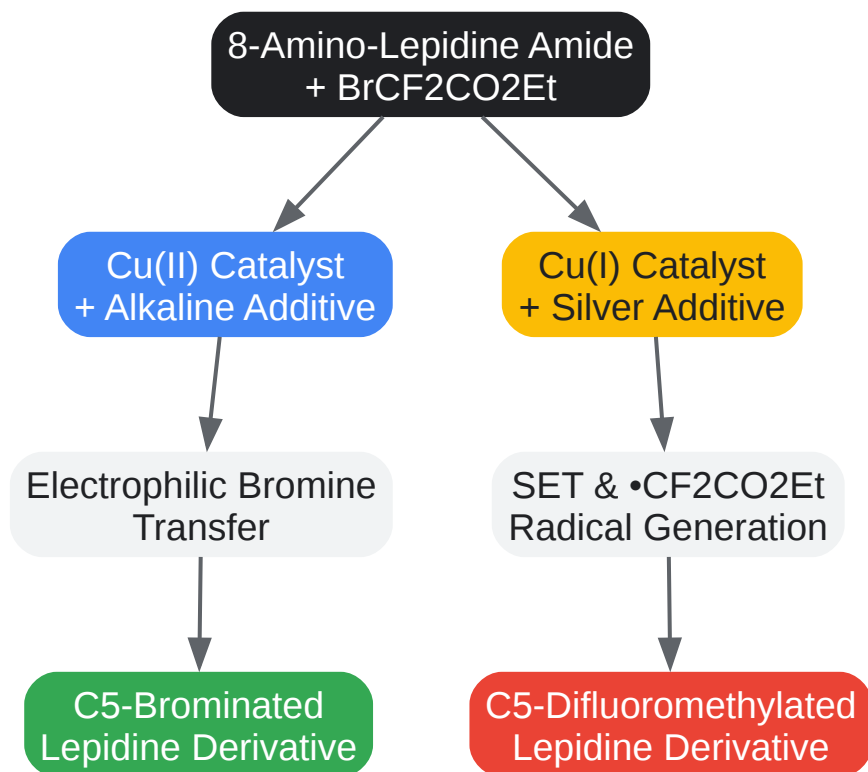 8-Amino-Lepidine Amide
+ BrCF2CO2Et
Cu(II) Catalyst
+ Alkaline Additive
Cu(I) Catalyst
+ Silver Additive
Electrophilic Bromine
Transfer
SET & •CF2CO2Et
Radical Generation
C5-Brominated
Lepidine Derivative
C5-Difluoromethylated
Lepidine Derivative